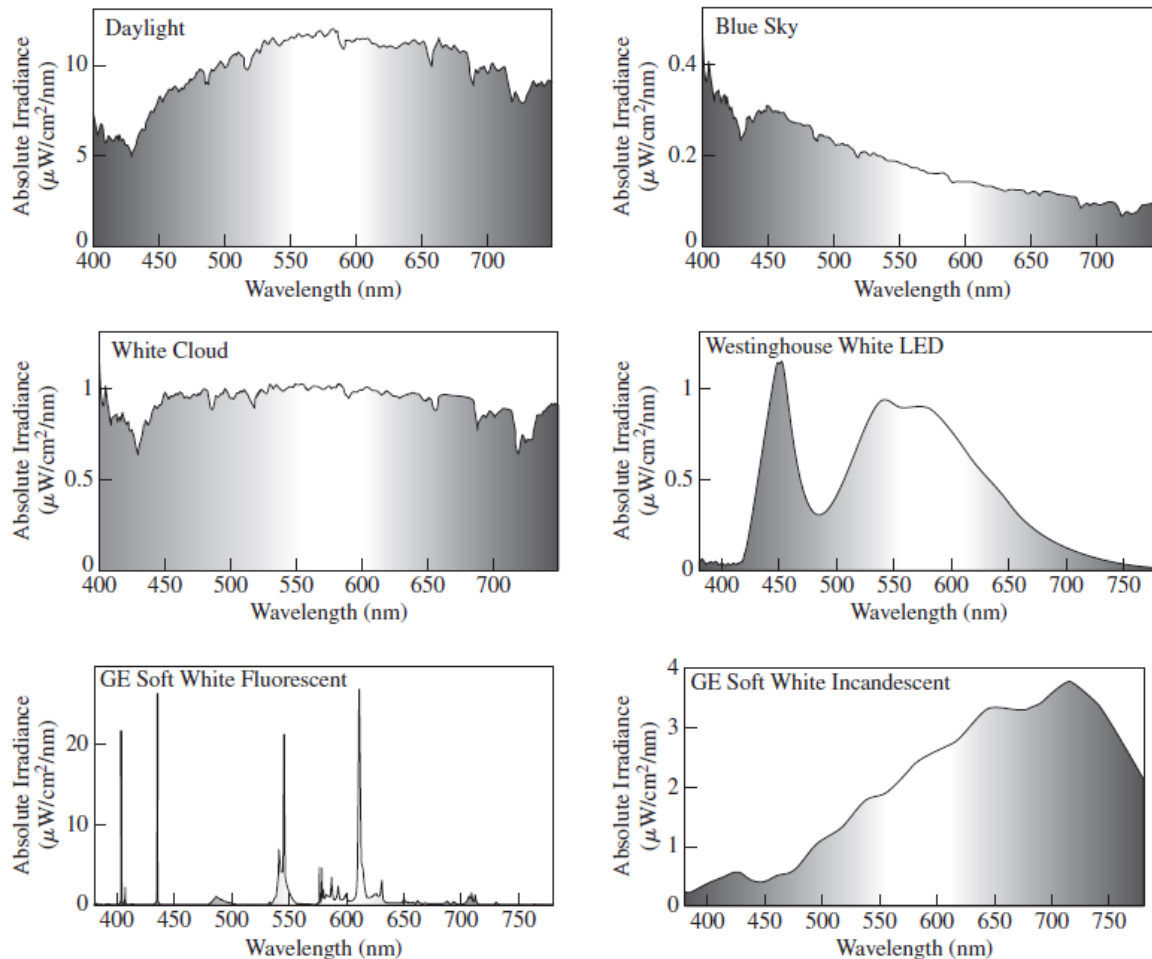 Daylight
Absolute Irradiance
(μW/cm²/nm)
10
5
0
400 450 500 550 600 650 700
Wavelength (nm)
Blue Sky
Absolute Irradiance
(μW/cm²/nm)
0.4
0.2
0
400 450 500 550 600 650 700
Wavelength (nm)
White Cloud
Absolute Irradiance
(μW/cm²/nm)
1
0.5
0
400 450 500 550 600 650 700
Wavelength (nm)
Westinghouse White LED
Absolute Irradiance
(μW/cm²/nm)
1
0.5
0
400 450 500 550 600 650 700 750
Wavelength (nm)
GE Soft White Fluorescent
Absolute Irradiance
(μW/cm²/nm)
20
10
0
400 450 500 550 600 650 700 750
Wavelength (nm)
GE Soft White Incandescent
Absolute Irradiance
(μW/cm²/nm)
4
3
2
1
0
400 450 500 550 600 650 700 750
Wavelength (nm)